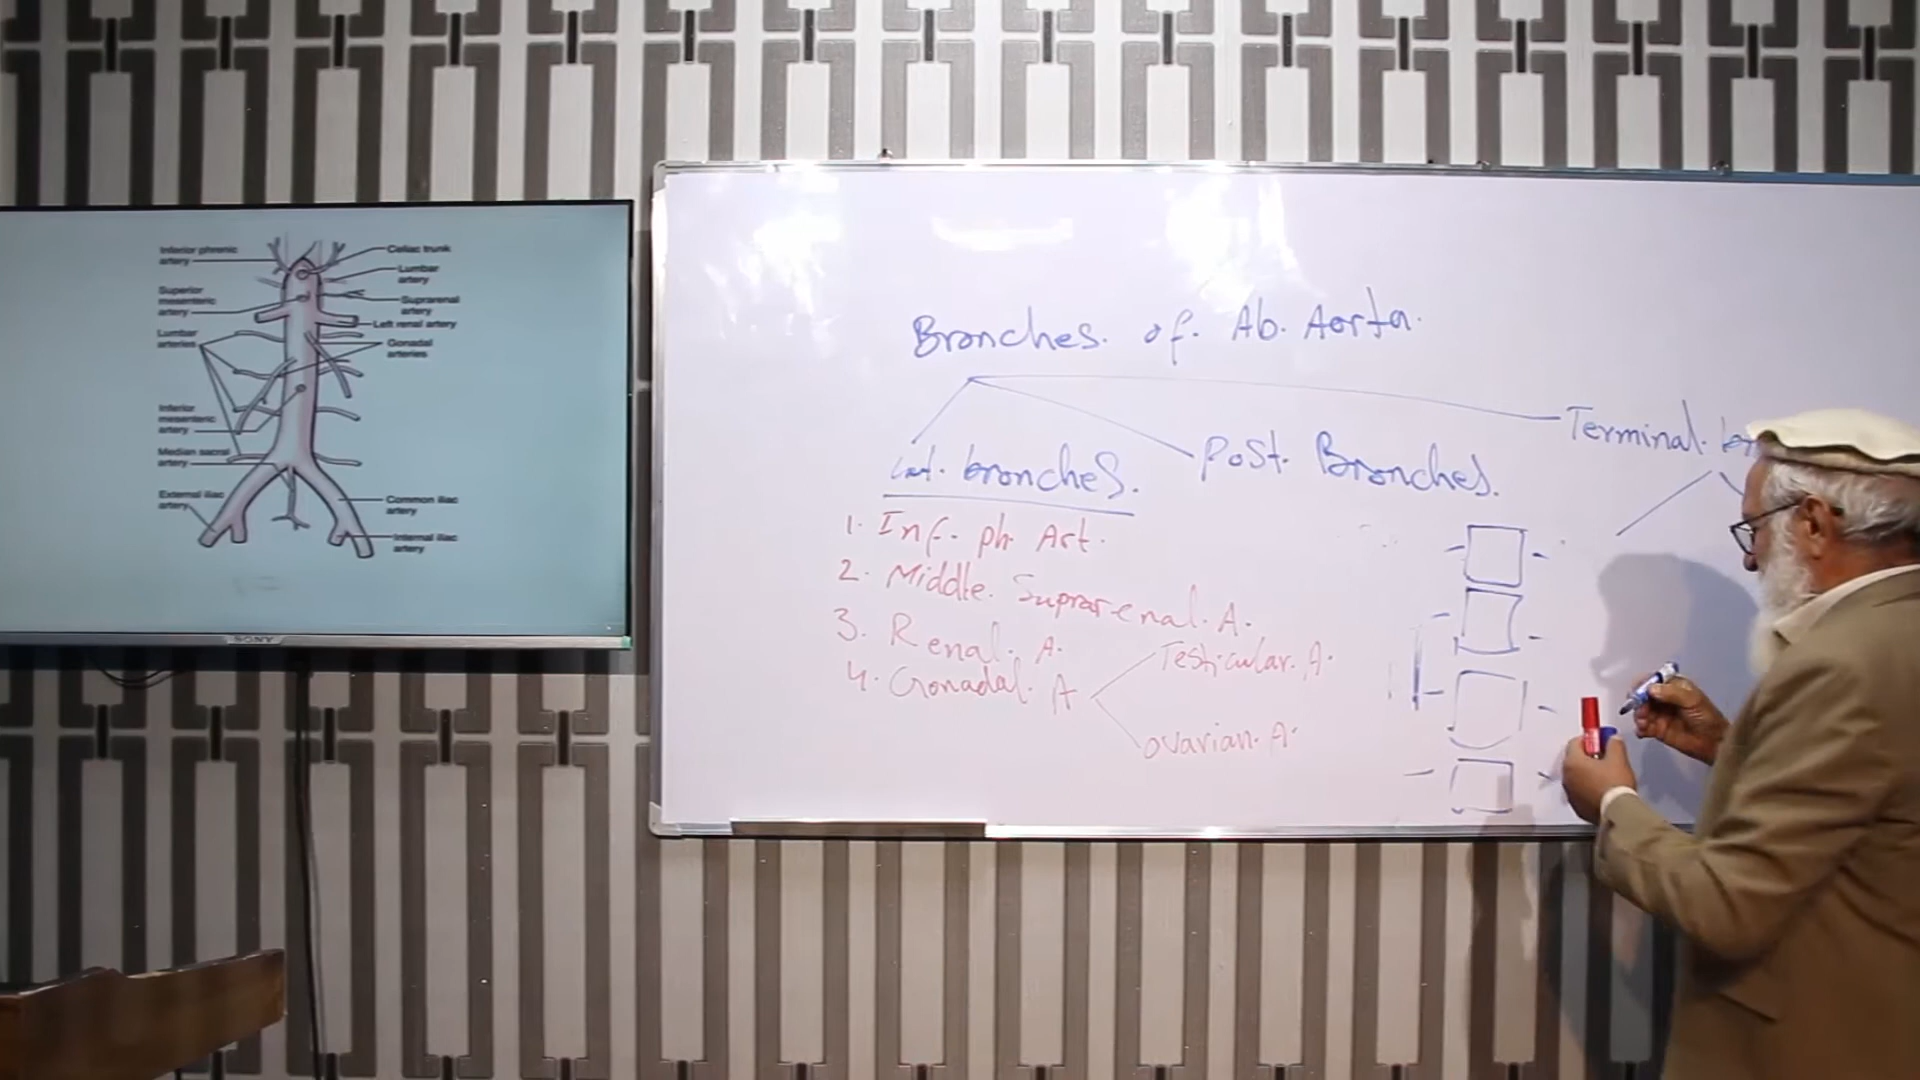 Inferior phrenic
artery
Superior
mesenteric
artery
Lumbar
arteries
Inferior
mesenteric
artery
Median sacral
artery
External iliac
artery
Celiac trunk
Lumbar
artery
Suprarenal
artery
Left renal artery
Gonadal
arteries
Common iliac
artery
Internal iliac
artery
SONY
Branches. of. Ab. Aorta.
Terminal.
Lat. branches.
Post. Branches.
1. Inf. ph Art.
2. Middle. Suprarenal. A.
3. Renal. A.
4. Gonadal. A
Testicular. A.
ovarian. A.